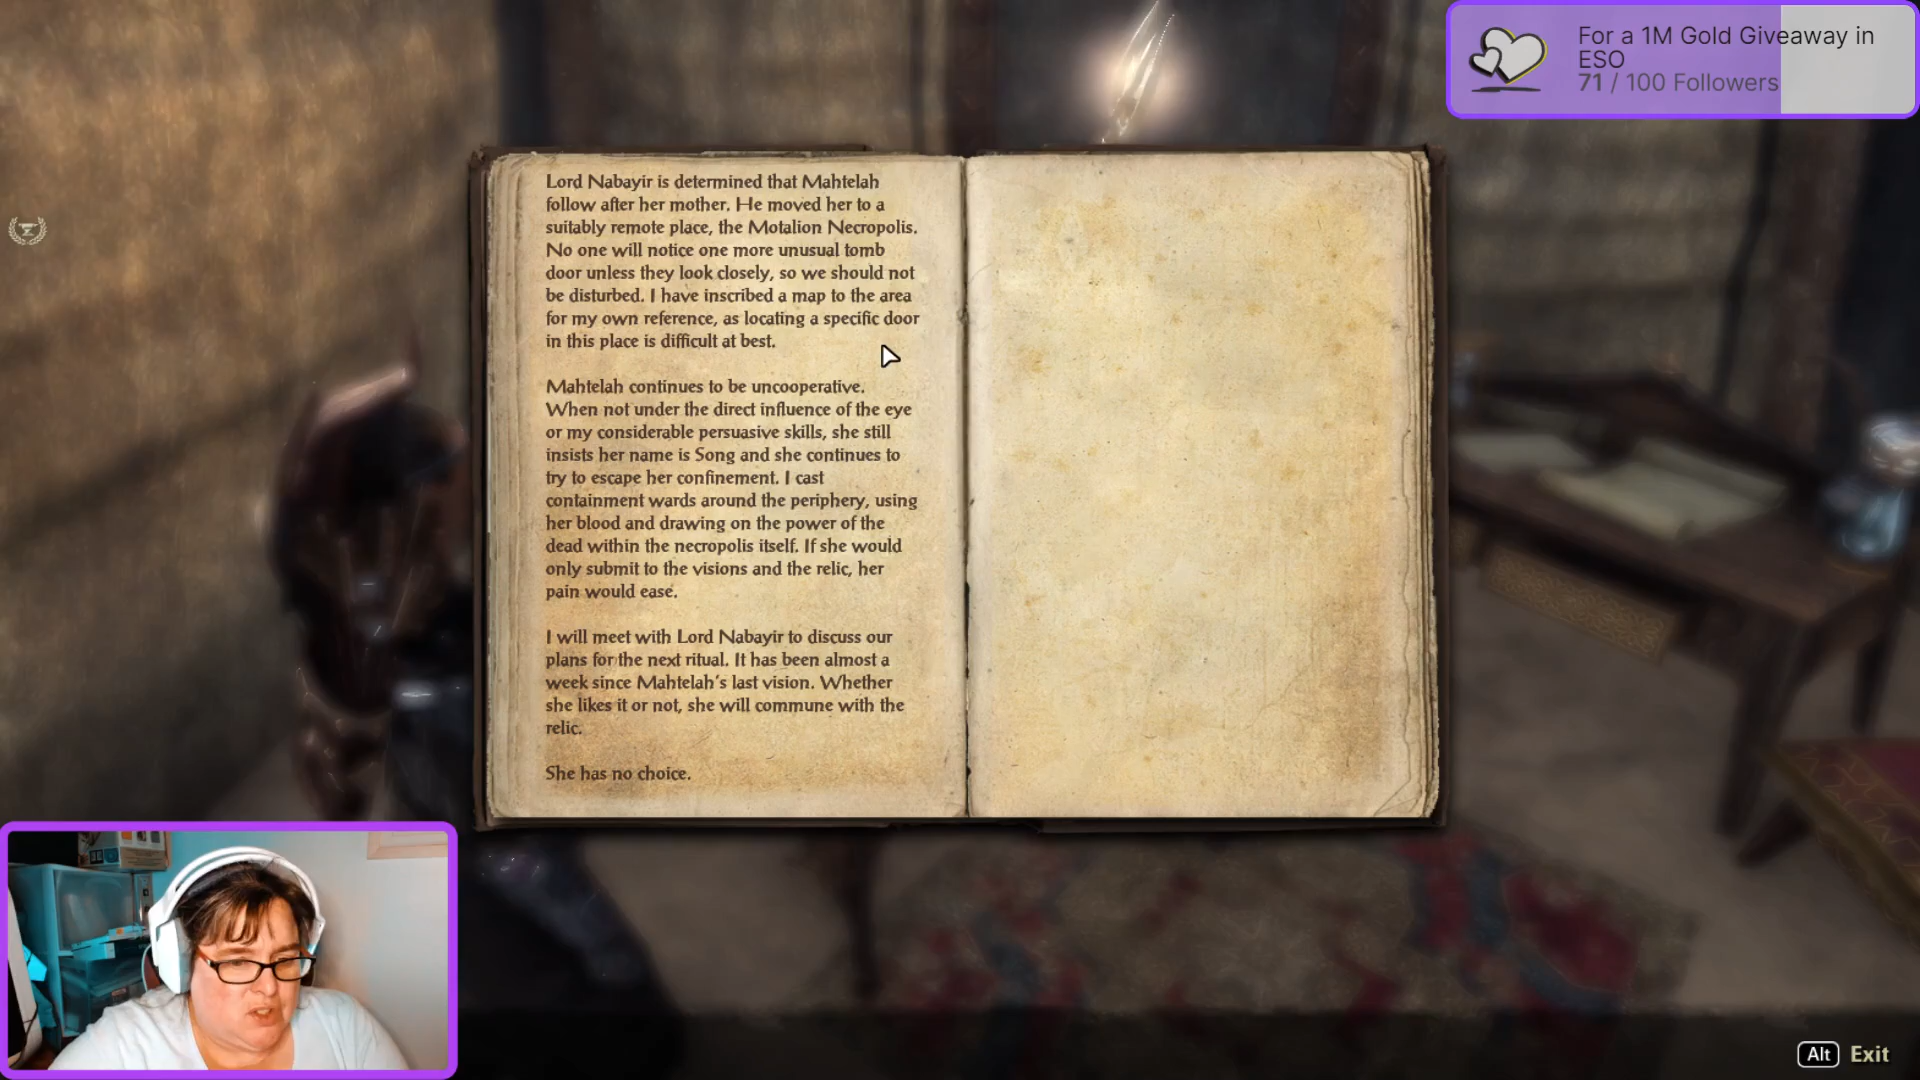 For a 1M Gold Giveaway in
ESO
71 / 100 Followers
Lord Nabayir is determined that Mahtelah
follow after her mother. He moved her to a
suitably remote place, the Motalion Necropolis.
No one will notice one more unusual tomb
door unless they look closely, so we should not
be disturbed. I have inscribed a map to the area
for my own reference, as locating a specific door
in this place is difficult at best.
Mahtelah continues to be uncooperative.
When not under the direct influence of the eye
or my considerable persuasive skills, she still
insists her name is Song and she continues to
try to escape her confinement. I cast
containment wards around the periphery, using
her blood and drawing on the power of the
dead within the necropolis itself. If she would
only submit to the visions and the relic, her
pain would ease.
I will meet with Lord Nabayir to discuss our
plans for the next ritual. It has been almost a
week since Mahtelah's last vision. Whether
she likes it or not, she will commune with the
relic.
She has no choice.
Alt Exit